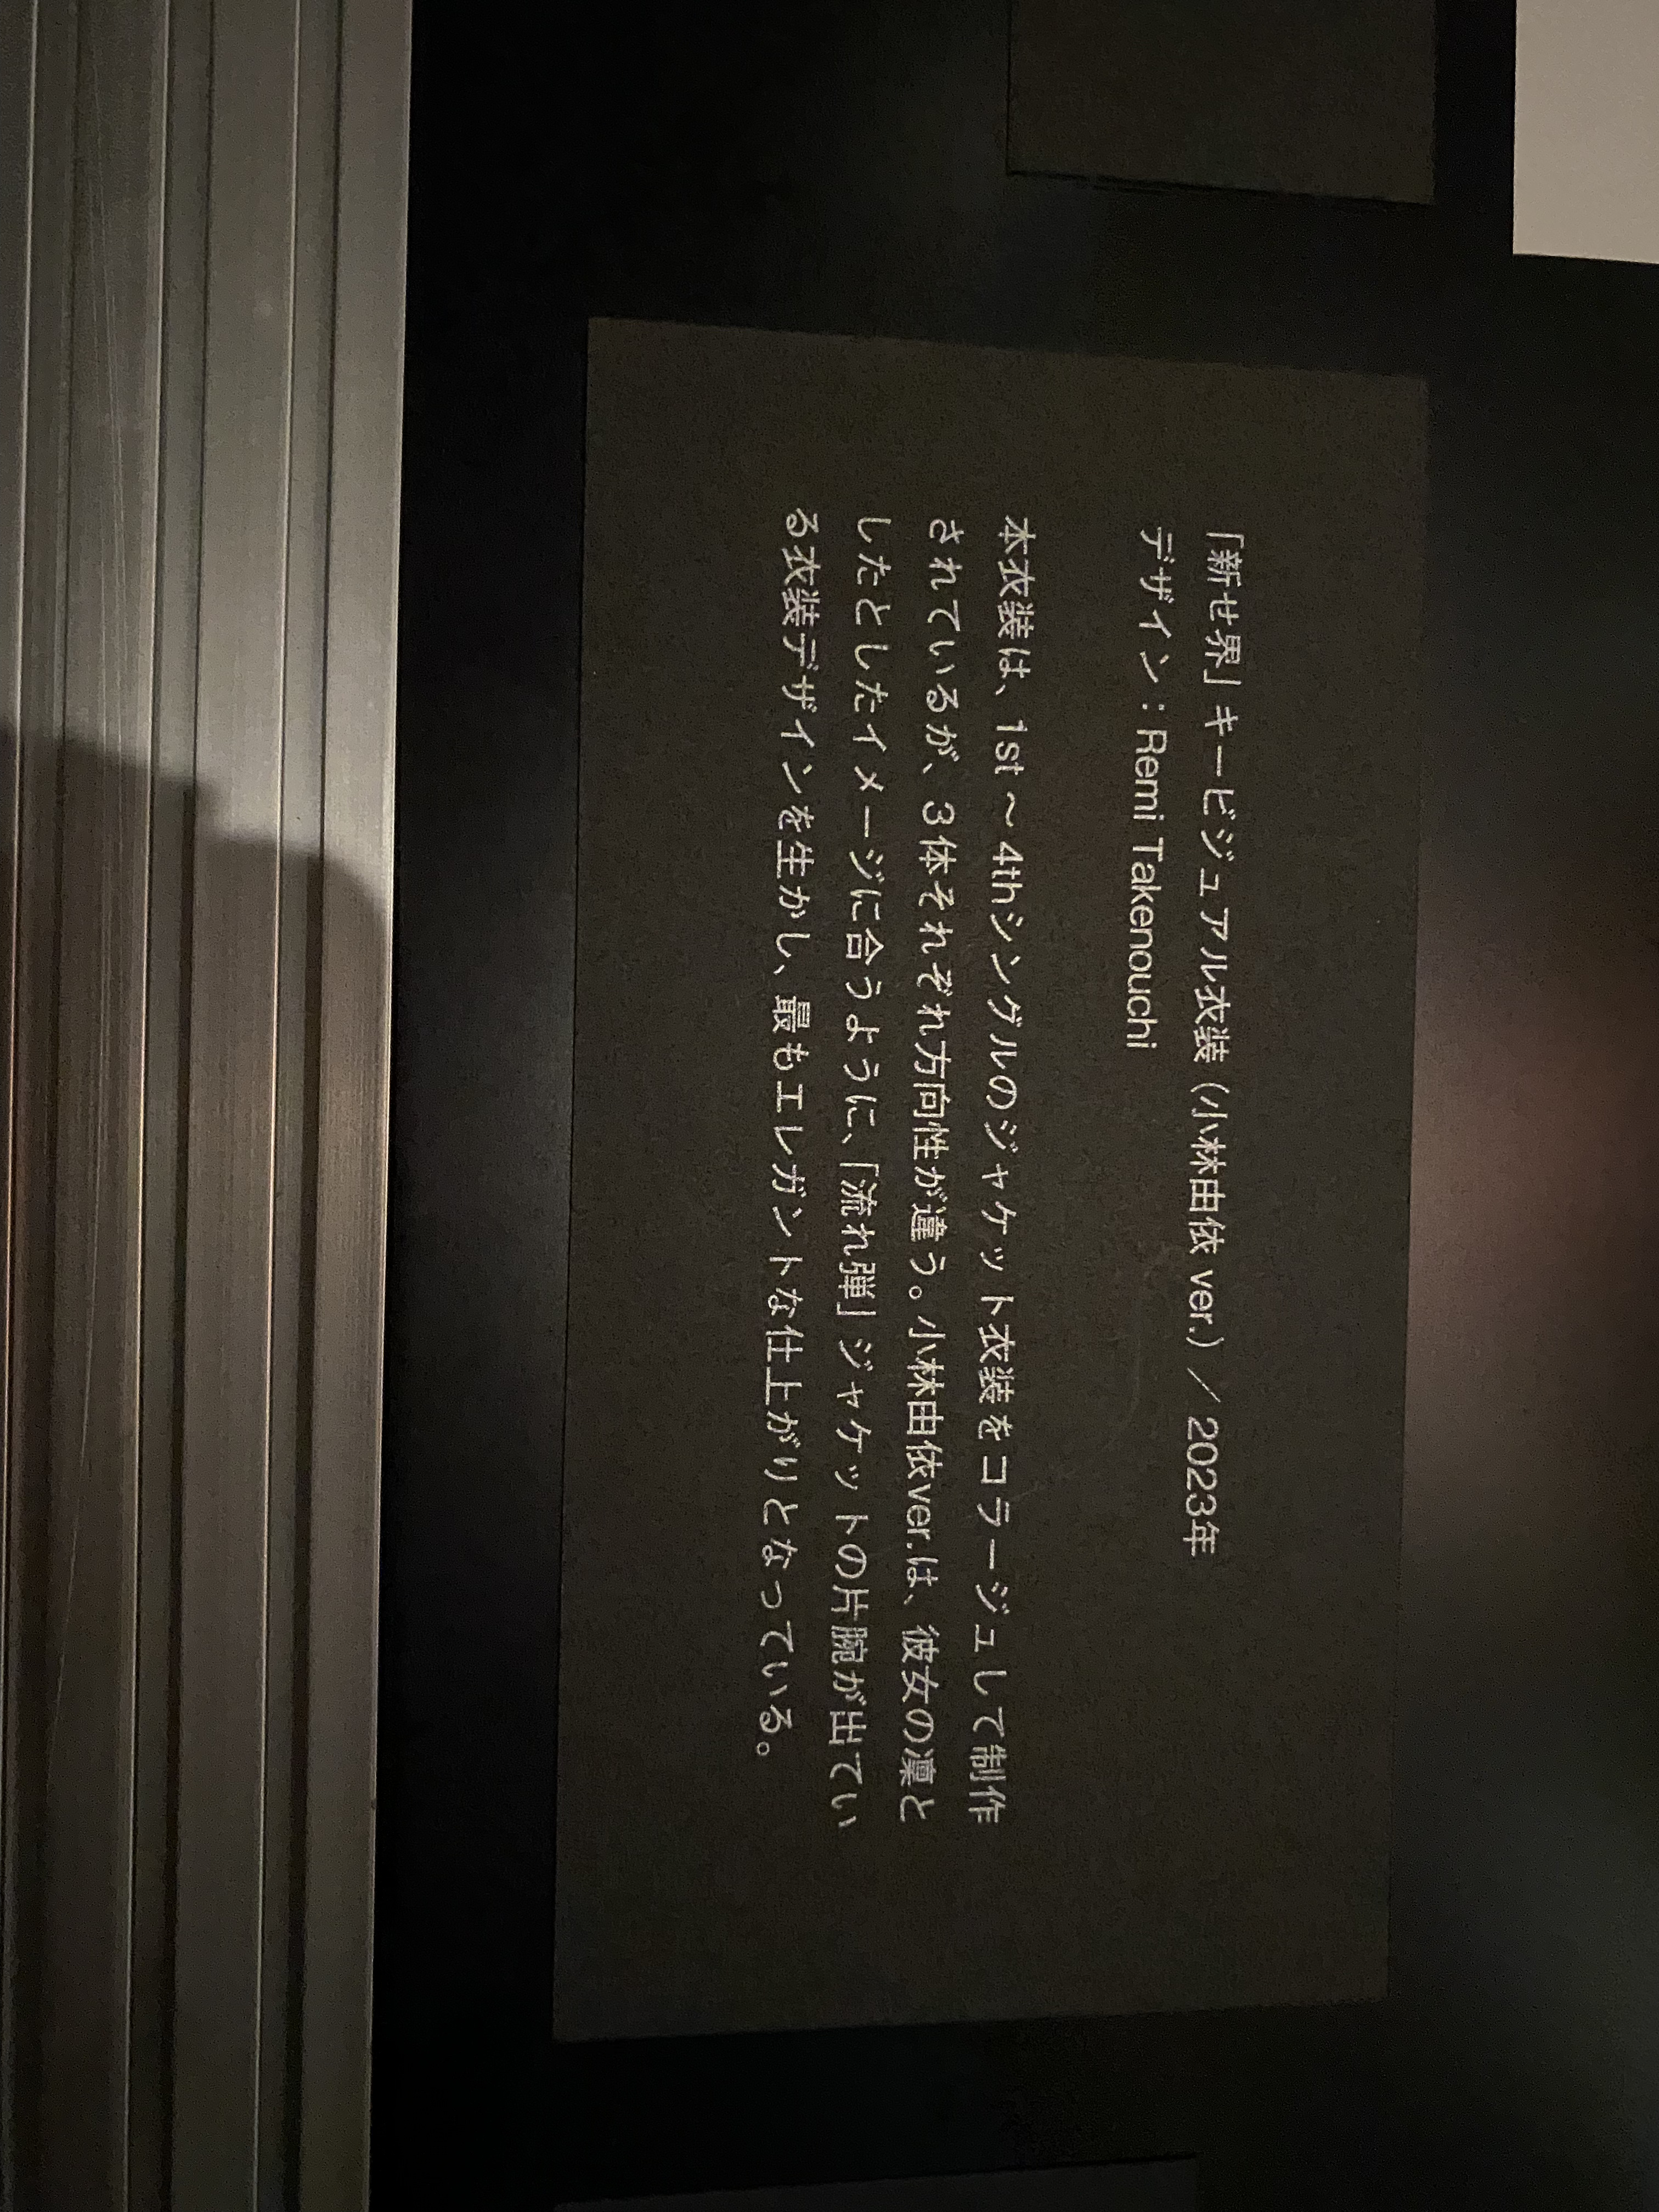 「新せ界」キービジュアル衣装（小林由依 ver.）／ 2023年
デザイン：Remi Takenouchi
本衣装は、1st ～ 4thシングルのジャケット衣装をコラージュして制作
されているが、3体それぞれ方向性が違う。小林由依ver.は、彼女の凜と
したとしたイメージに合うように、「流れ弾」ジャケットの片腕が出てい
る衣装デザインを生かし、最もエレガントな仕上がりとなっている。